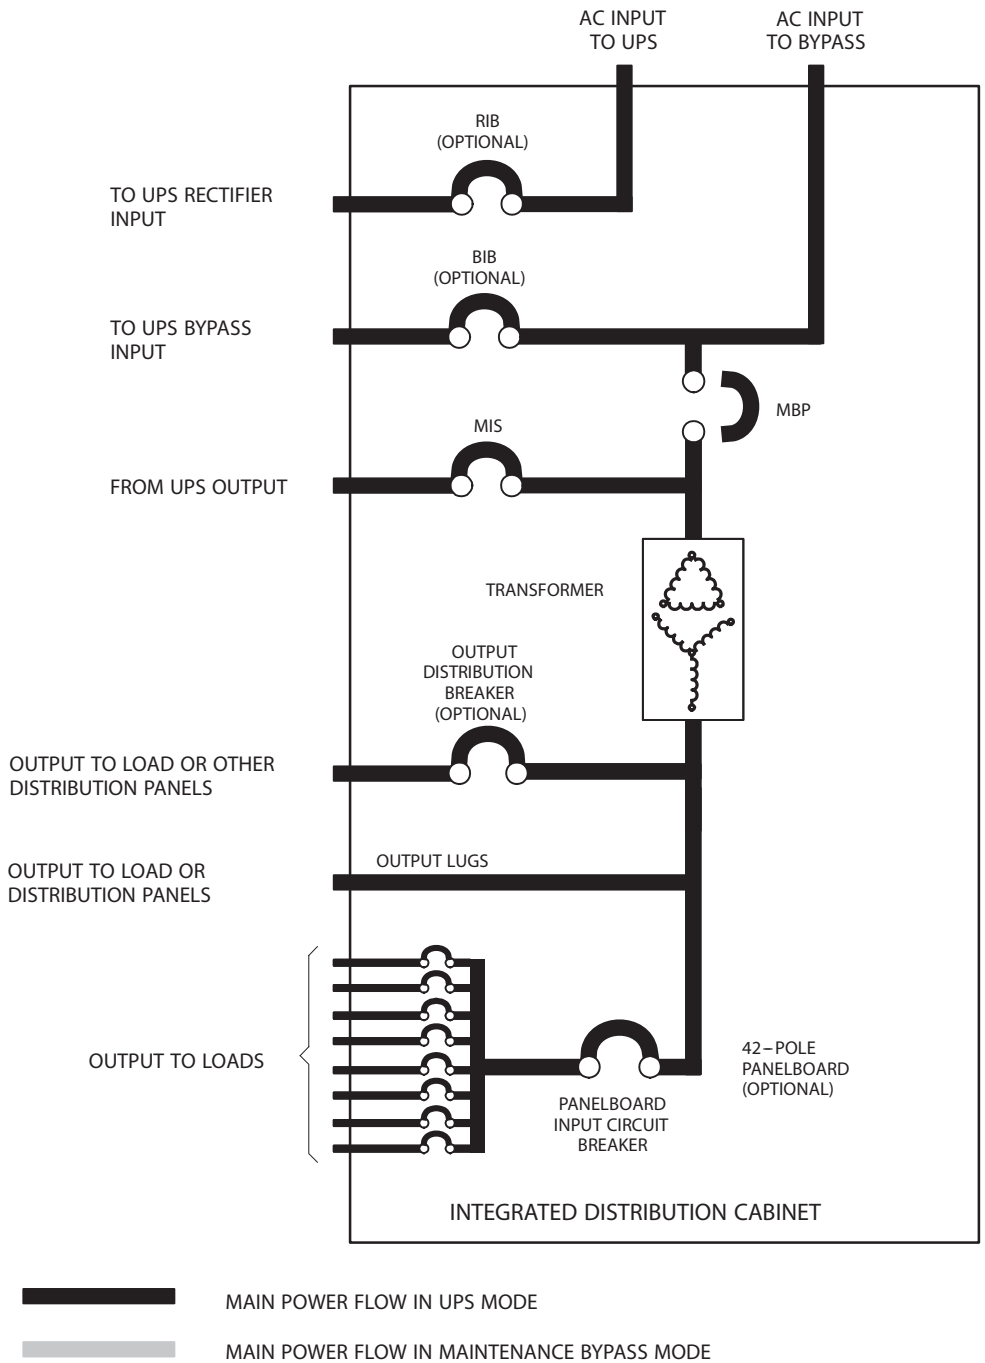 AC INPUT
TO UPS
AC INPUT
TO BYPASS
RIB
(OPTIONAL)
TO UPS RECTIFIER
INPUT
BIB
(OPTIONAL)
TO UPS BYPASS
INPUT
MBP
MIS
FROM UPS OUTPUT
TRANSFORMER
OUTPUT
DISTRIBUTION
BREAKER
(OPTIONAL)
OUTPUT TO LOAD OR OTHER
DISTRIBUTION PANELS
OUTPUT LUGS
OUTPUT TO LOAD OR
DISTRIBUTION PANELS
OUTPUT TO LOADS
42–POLE
PANELBOARD
(OPTIONAL)
PANELBOARD
INPUT CIRCUIT
BREAKER
INTEGRATED DISTRIBUTION CABINET
MAIN POWER FLOW IN UPS MODE
MAIN POWER FLOW IN MAINTENANCE BYPASS MODE